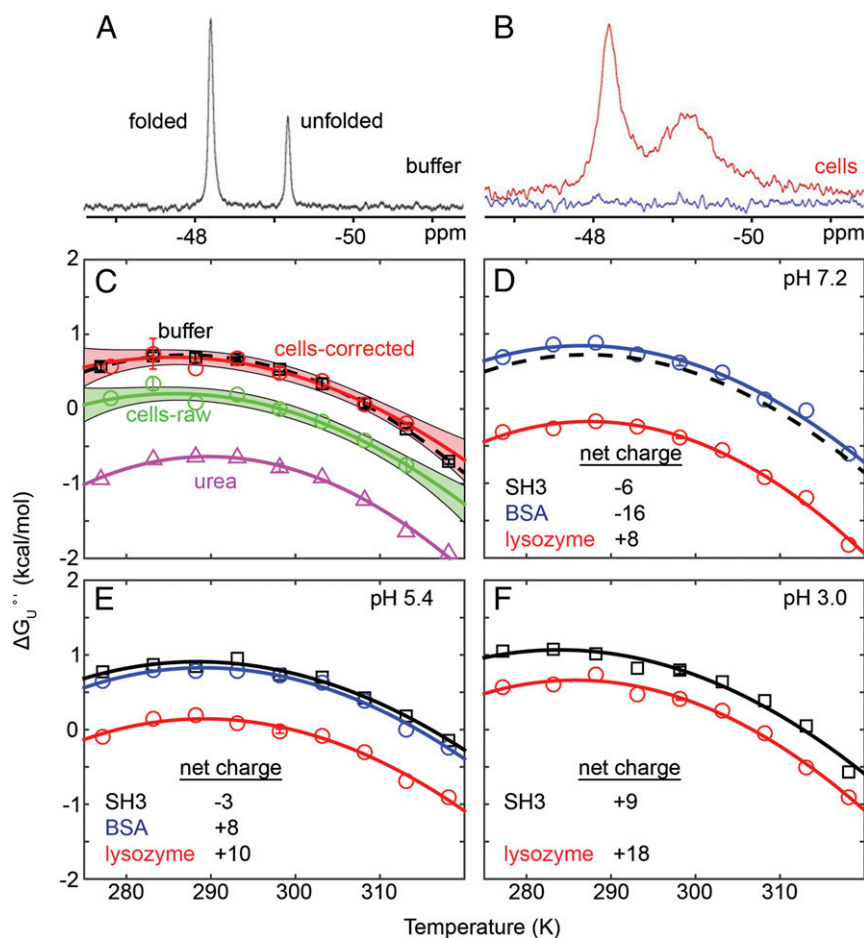 A
folded
unfolded
buffer
-48
-50
ppm
B
cells
-48
-50
ppm
ΔG_U°' (kcal/mol)
2
1
0
-1
-2
C
buffer
cells-corrected
cells-raw
urea
D
pH 7.2
net charge
SH3 -6
BSA -16
lysozyme +8
2
1
0
-1
-2
E
pH 5.4
net charge
SH3 -3
BSA +8
lysozyme +10
280 290 300 310
F
pH 3.0
net charge
SH3 +9
lysozyme +18
280 290 300 310
Temperature (K)